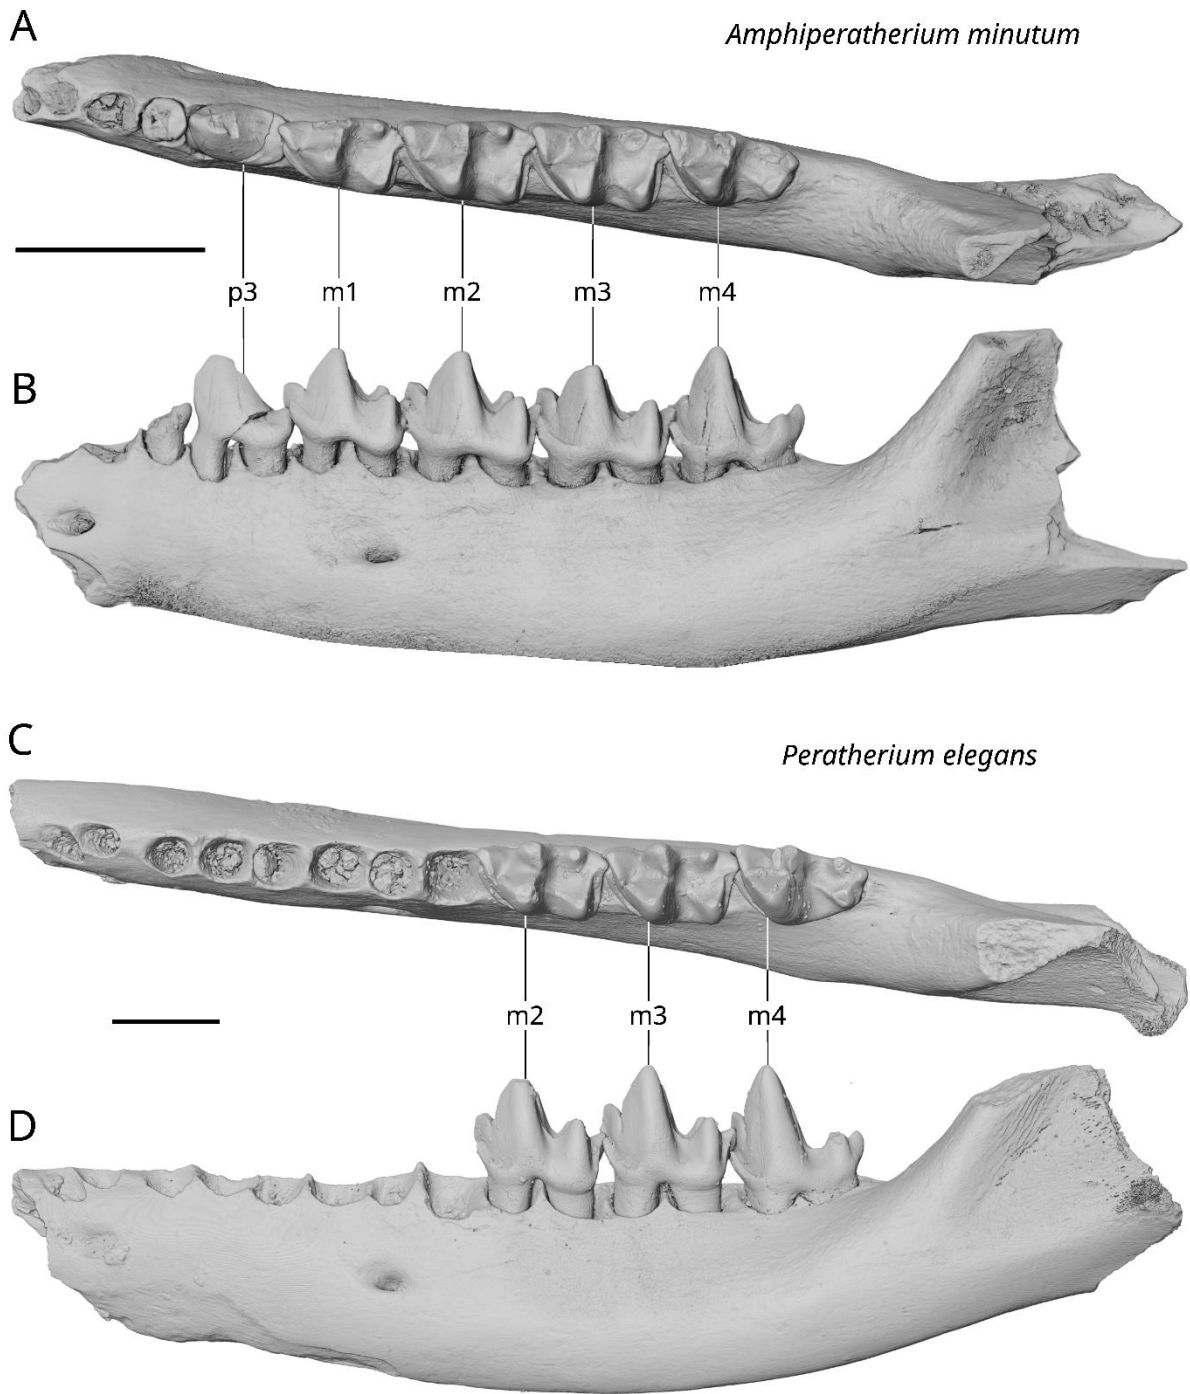 A
Amphiperatherium minutum
p3 m1 m2 m3 m4
B
C
Peratherium elegans
m2 m3 m4
D